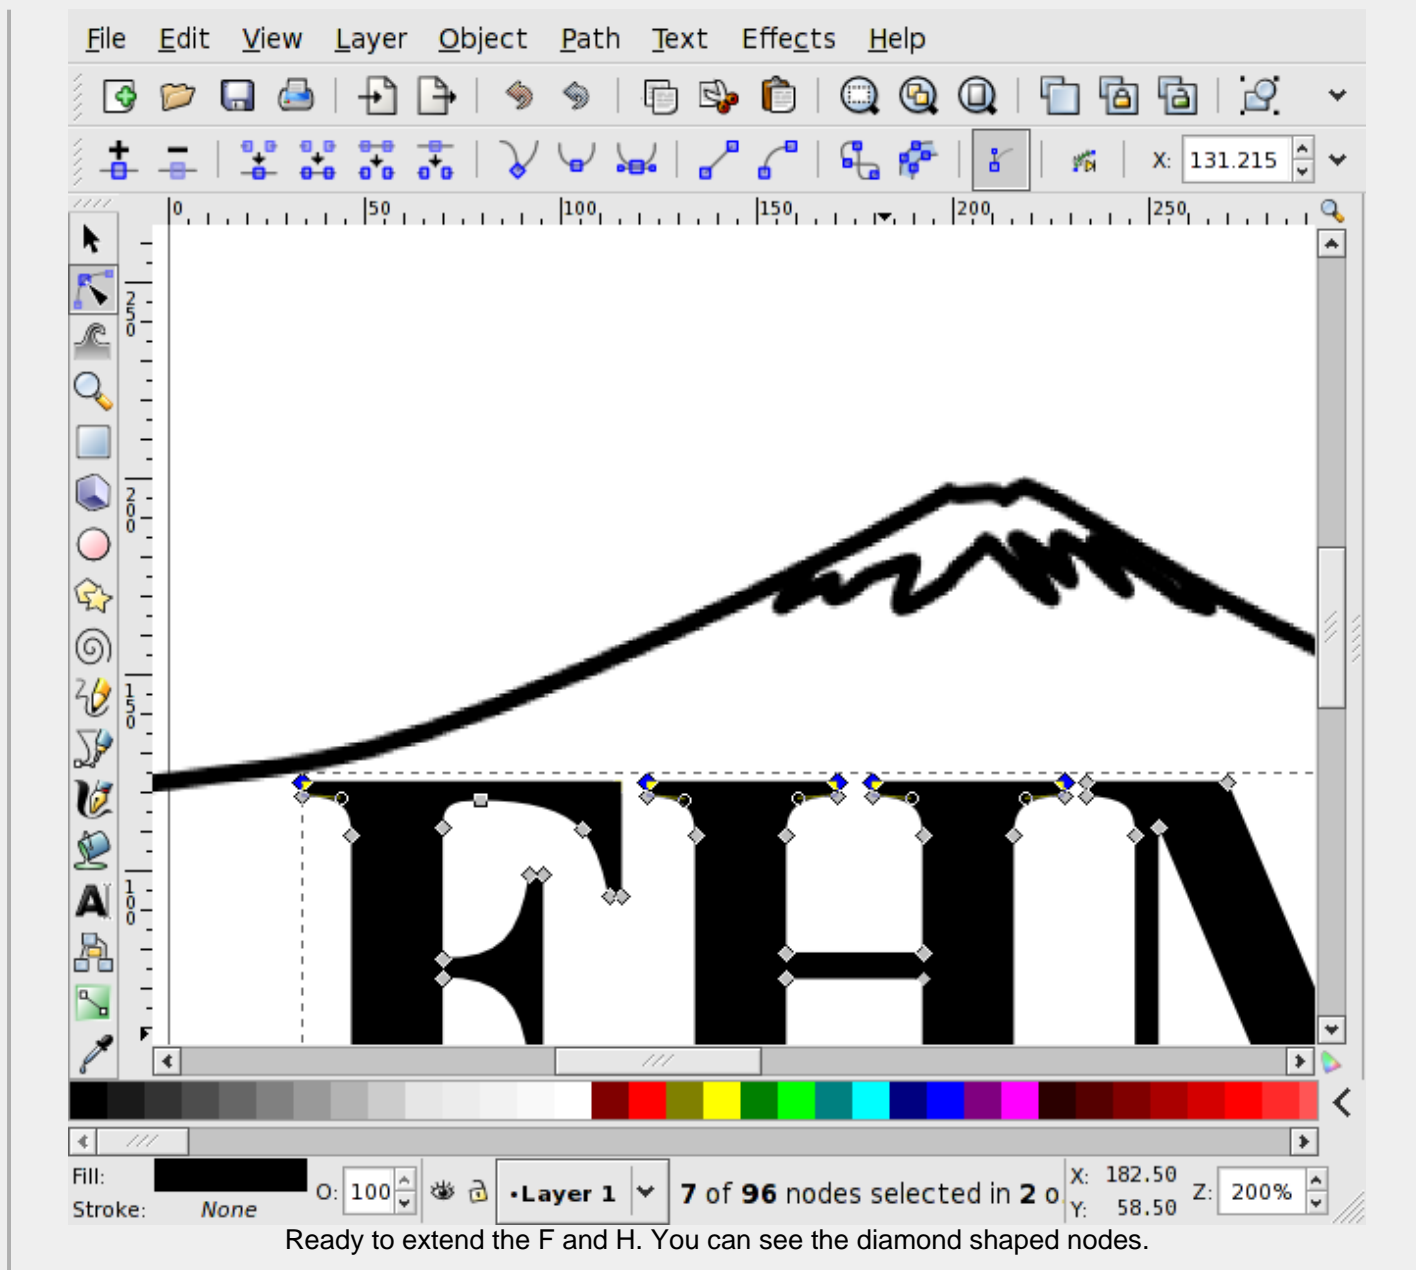 File Edit View Layer Object Path Text Effects Help
X: 131.215
0 50 100 150 200 250
250
200
150
100
FHN
Fill:
Stroke: None
O: 100
•Layer 1
7 of 96 nodes selected in 2 o
X: 182.50
Y: 58.50
Z: 200%
Ready to extend the F and H. You can see the diamond shaped nodes.